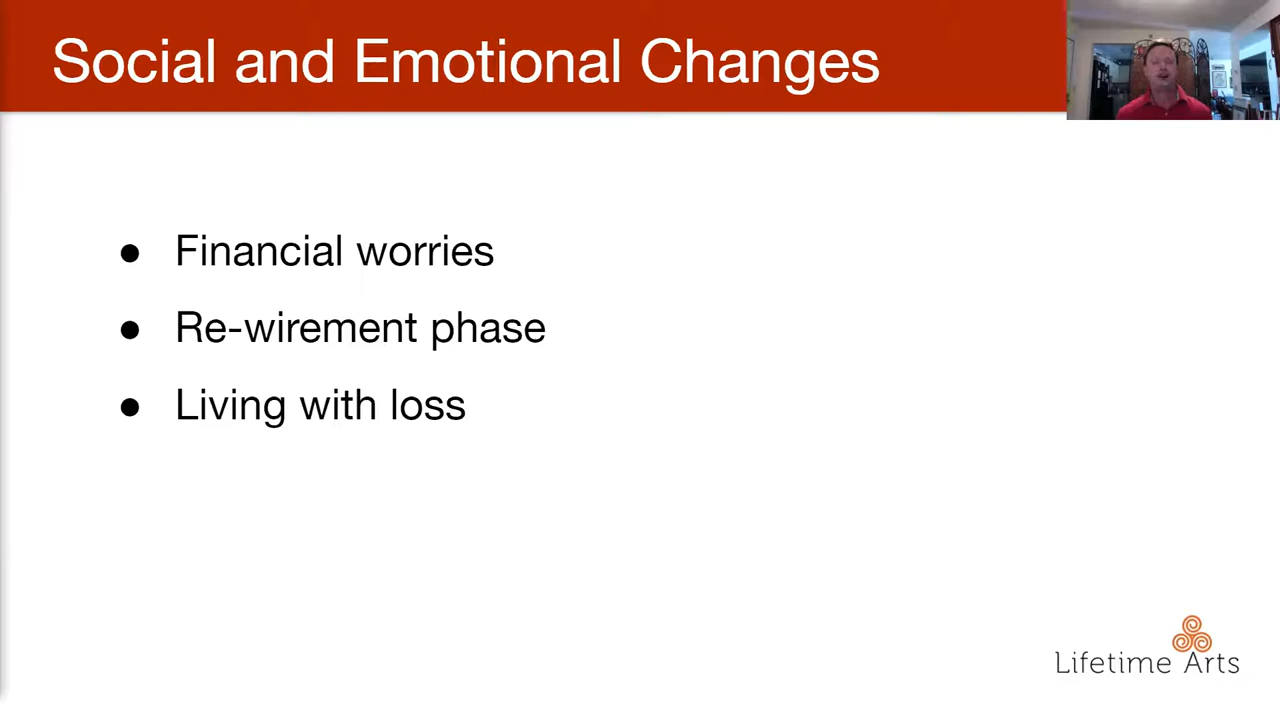 Social and Emotional Changes
● Financial worries
● Re-wirement phase
● Living with loss
Lifetime Arts